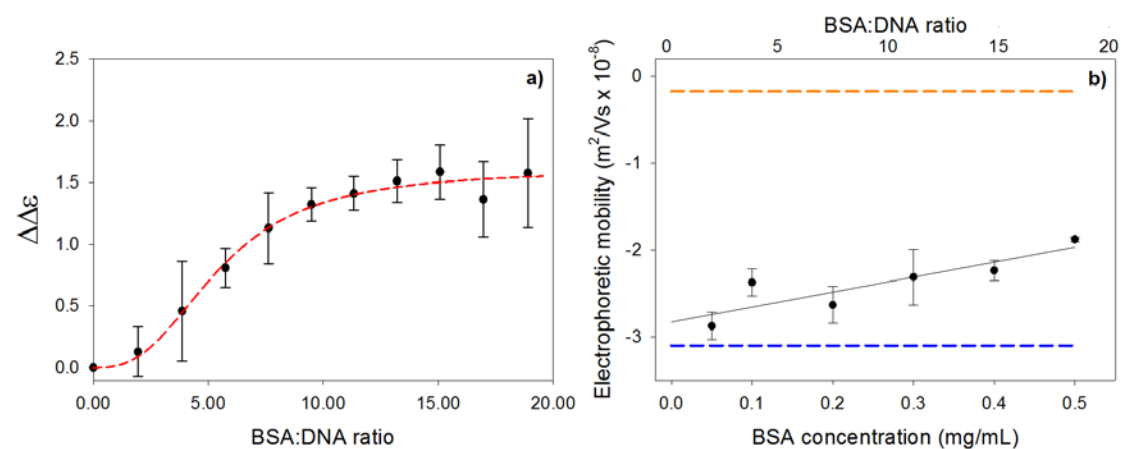 a)
2.5
2.0
1.5
1.0
0.5
0.0
ΔΔε
0.00 5.00 10.00 15.00 20.00
BSA:DNA ratio
BSA:DNA ratio
0 4 7 11 15 20
b)
0
-1
-2
-3
Electrophoretic mobility (m²/Vs x 10⁻⁸)
0.0 0.1 0.2 0.3 0.4 0.5
BSA concentration (mg/mL)